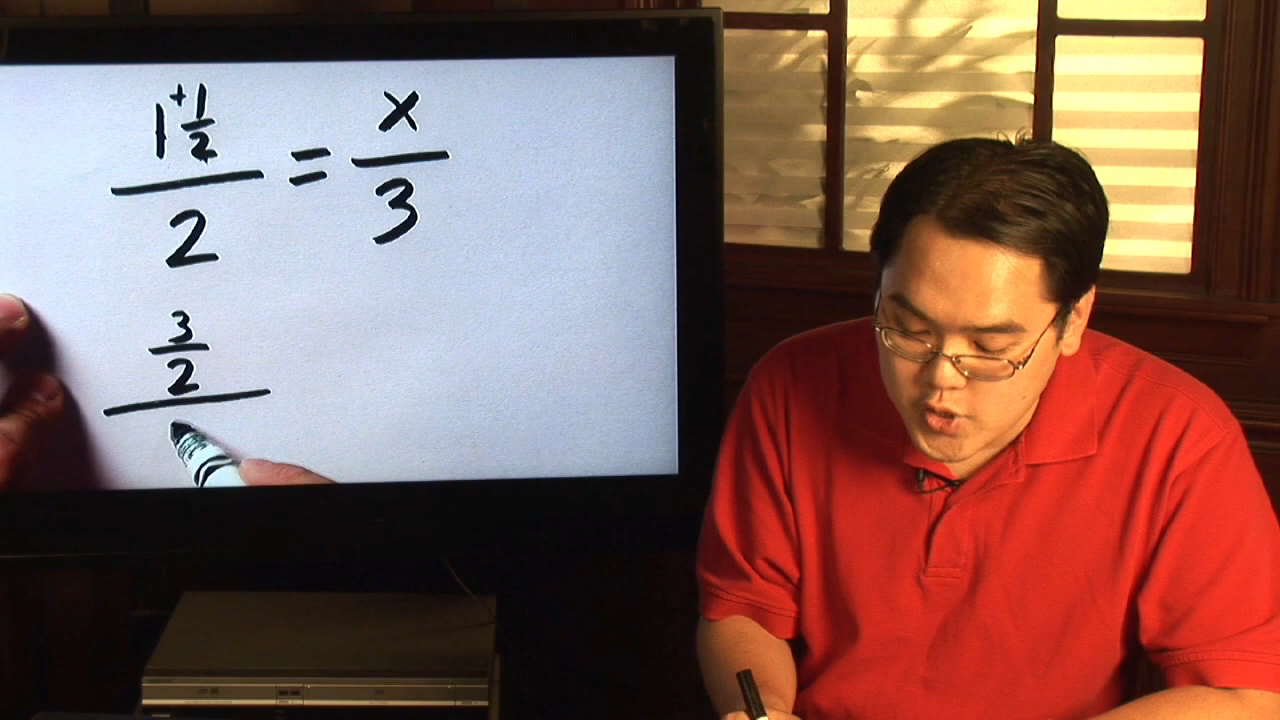 1 + 1/2 / 2 = x / 3
3/2